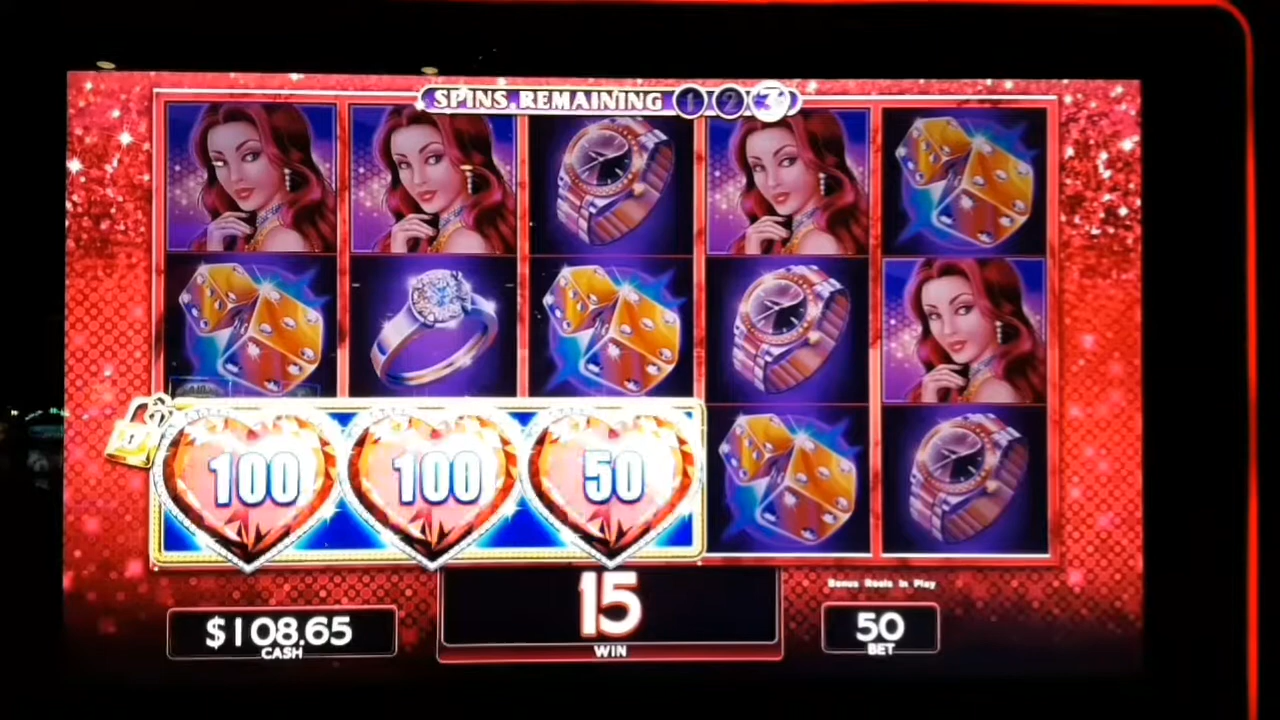 SPINS REMAINING 1 2 3
100 100 50
15
WIN
$108.65
CASH
Bonus Reels In Play
50
BET